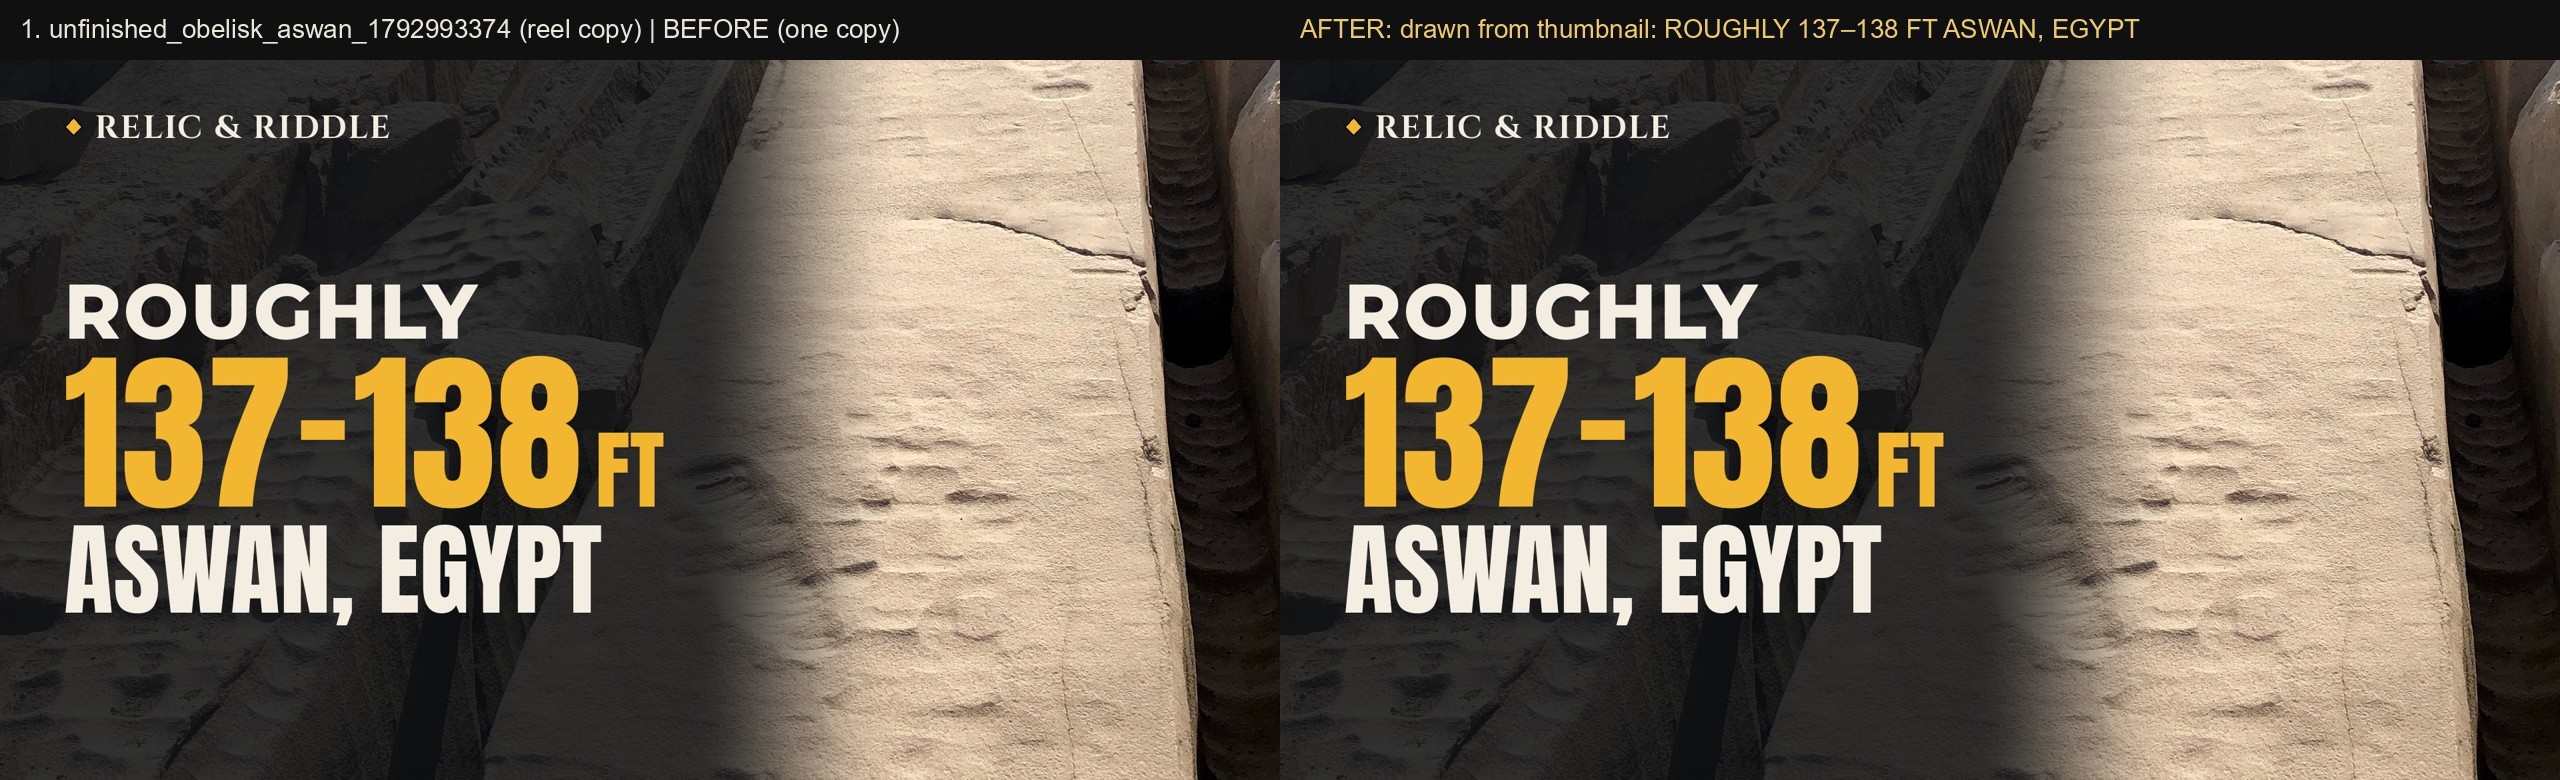 1. unfinished_obelisk_aswan_1792993374 (reel copy) | BEFORE (one copy)
AFTER: drawn from thumbnail: ROUGHLY 137–138 FT ASWAN, EGYPT
RELIC & RIDDLE
ROUGHLY
137-138 FT
ASWAN, EGYPT
RELIC & RIDDLE
ROUGHLY
137-138 FT
ASWAN, EGYPT